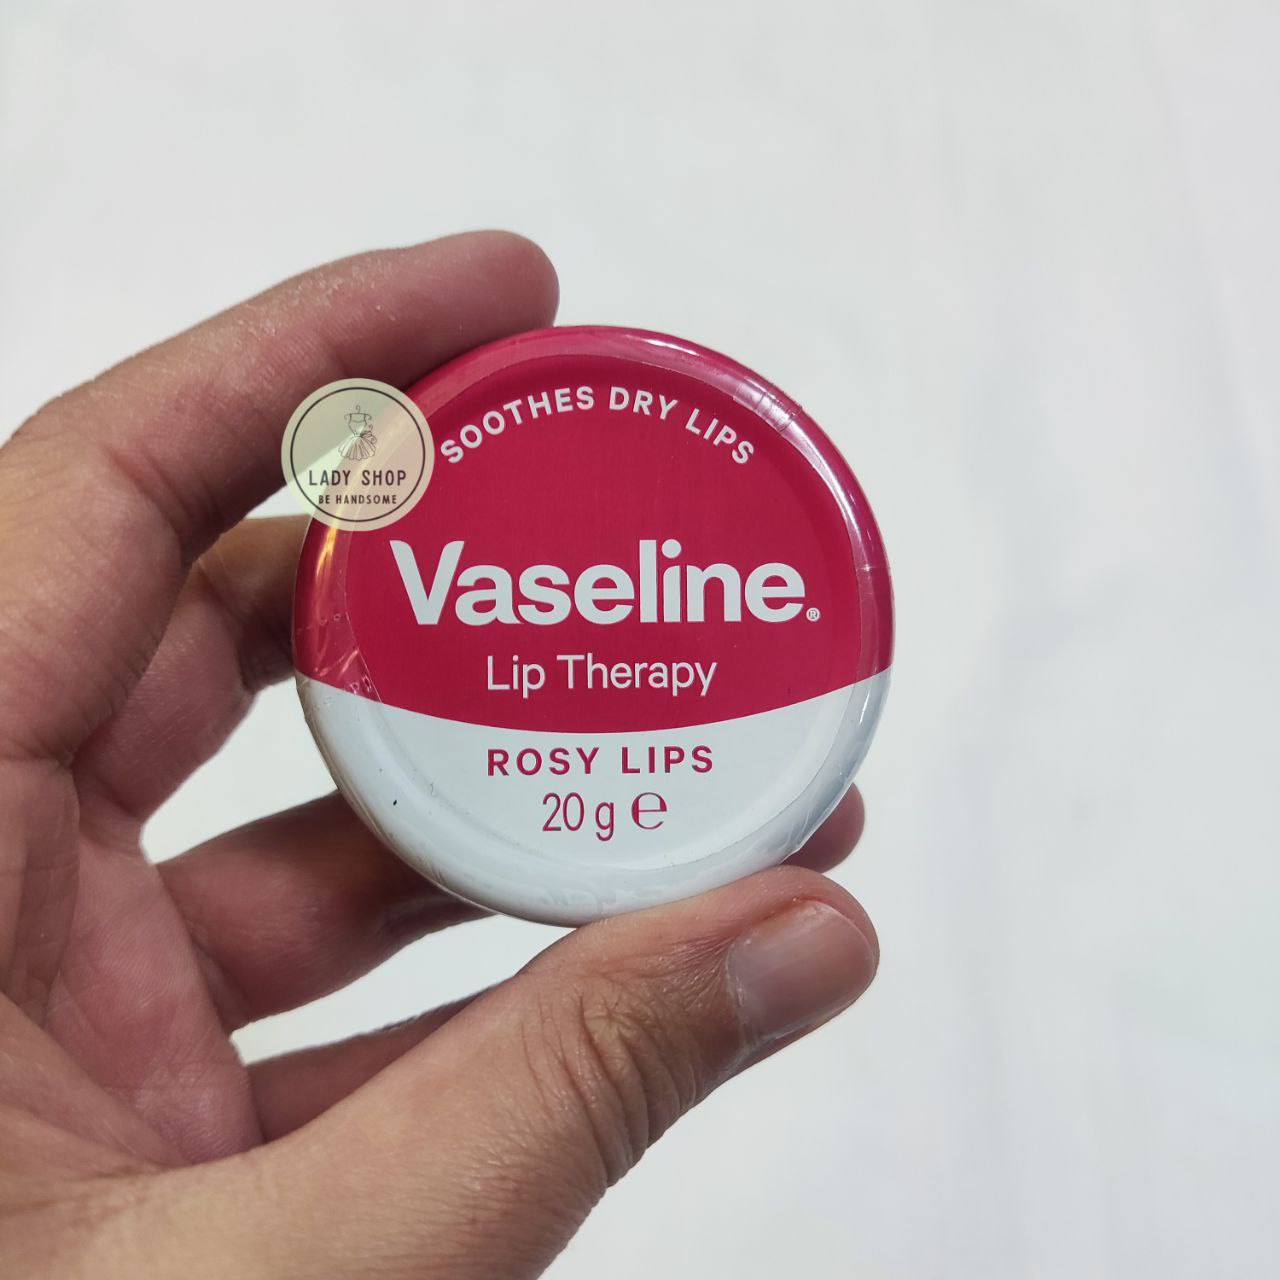 SOOTHES DRY LIPS
LADY SHOP
BE HANDSOME
Vaseline®
Lip Therapy
ROSY LIPS
20 g ℮